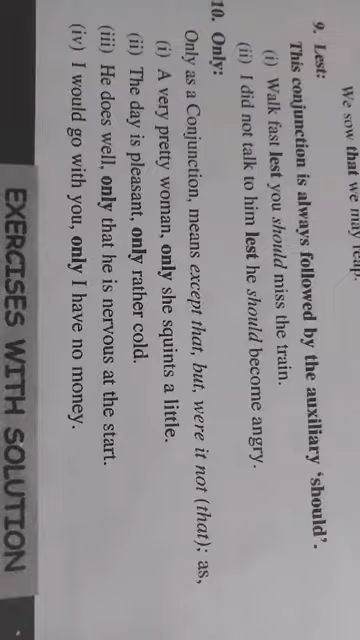 We sow that we may reap.
9. Lest:
This conjunction is always followed by the auxiliary ‘should’.
(i) Walk fast lest you should miss the train.
(ii) I did not talk to him lest he should become angry.
10. Only:
Only as a Conjunction, means except that, but, were it not (that); as,
(i) A very pretty woman, only she squints a little.
(ii) The day is pleasant, only rather cold.
(iii) He does well, only that he is nervous at the start.
(iv) I would go with you, only I have no money.
EXERCISES WITH SOLUTION